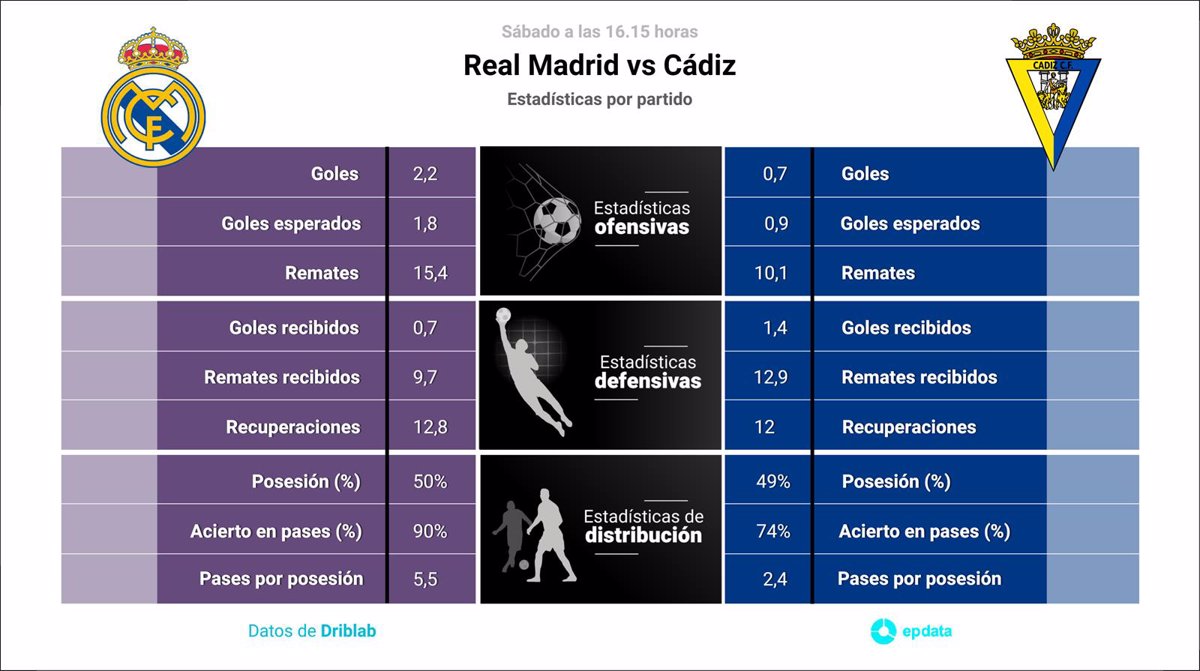 Sábado a las 16.15 horas
Real Madrid vs Cádiz
Estadísticas por partido
CADIZ C.F.
Goles 2,2
Goles esperados 1,8
Remates 15,4
Estadísticas
ofensivas
0,7 Goles
0,9 Goles esperados
10,1 Remates
Goles recibidos 0,7
Remates recibidos 9,7
Recuperaciones 12,8
Estadísticas
defensivas
1,4 Goles recibidos
12,9 Remates recibidos
12 Recuperaciones
Posesión (%) 50%
Acierto en pases (%) 90%
Pases por posesión 5,5
Estadísticas de
distribución
49% Posesión (%)
74% Acierto en pases (%)
2,4 Pases por posesión
Datos de Driblab
epdata